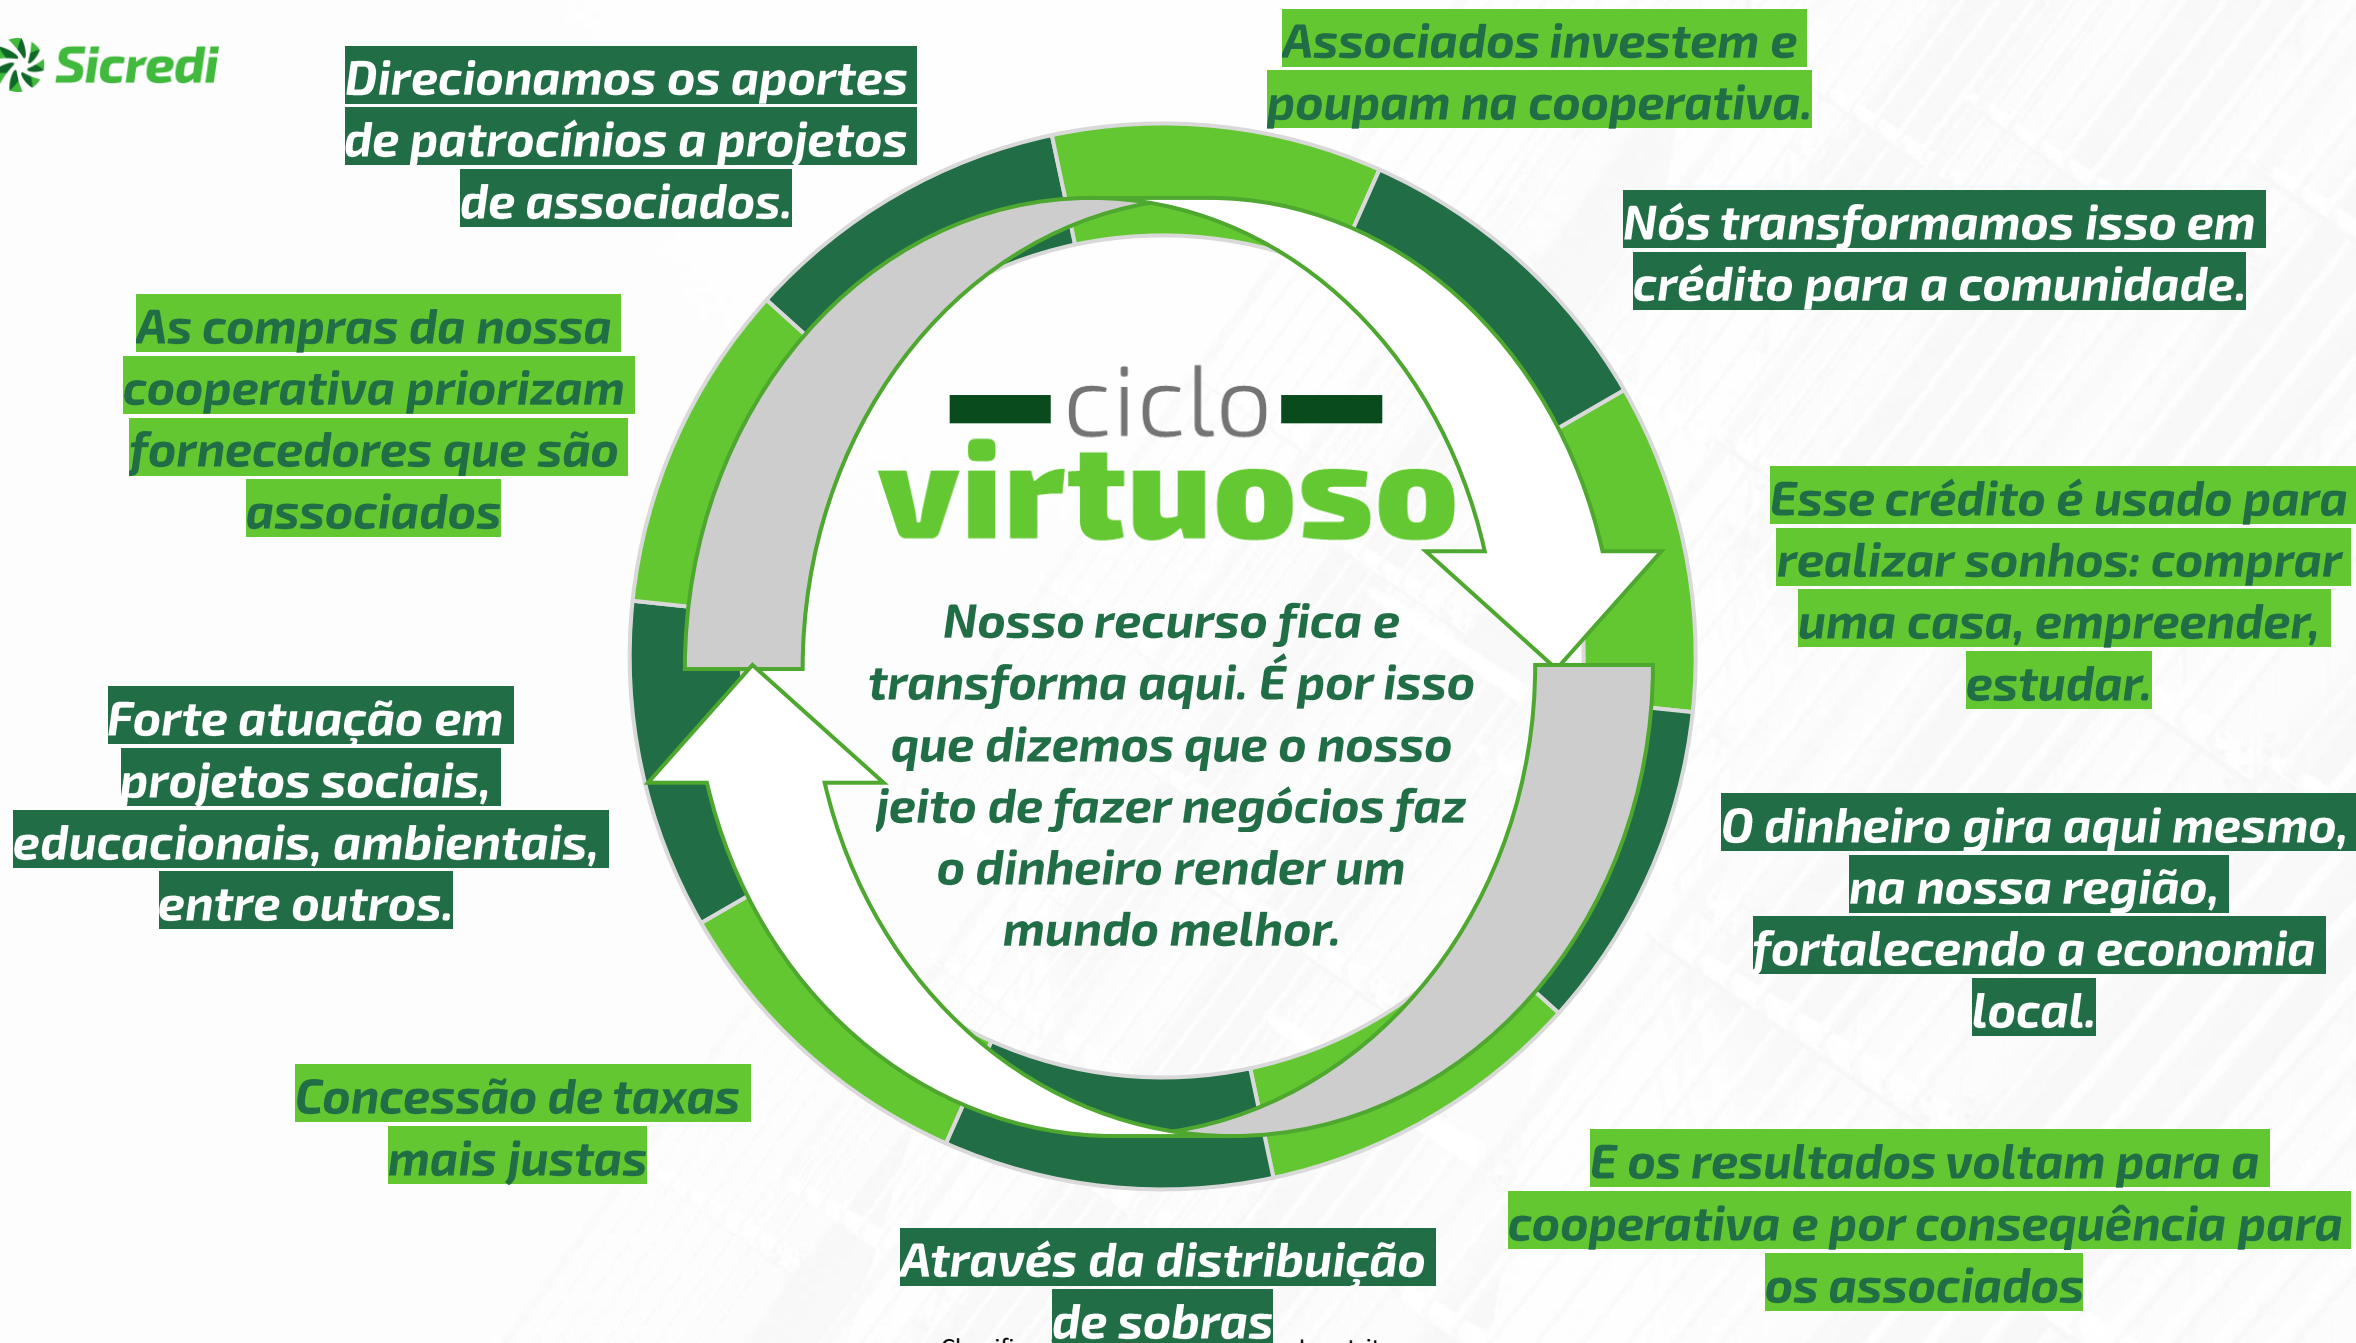 Sicredi
Direcionamos os aportes
de patrocínios a projetos
de associados.
Associados investem e
poupam na cooperativa.
Nós transformamos isso em
crédito para a comunidade.
As compras da nossa
cooperativa priorizam
fornecedores que são
associados
ciclo
virtuoso
Nosso recurso fica e
transforma aqui. É por isso
que dizemos que o nosso
jeito de fazer negócios faz
o dinheiro render um
mundo melhor.
Esse crédito é usado para
realizar sonhos: comprar
uma casa, empreender,
estudar.
Forte atuação em
projetos sociais,
educacionais, ambientais,
entre outros.
O dinheiro gira aqui mesmo,
na nossa região,
fortalecendo a economia
local.
Concessão de taxas
mais justas
E os resultados voltam para a
cooperativa e por consequência para
os associados
Através da distribuição
de sobras